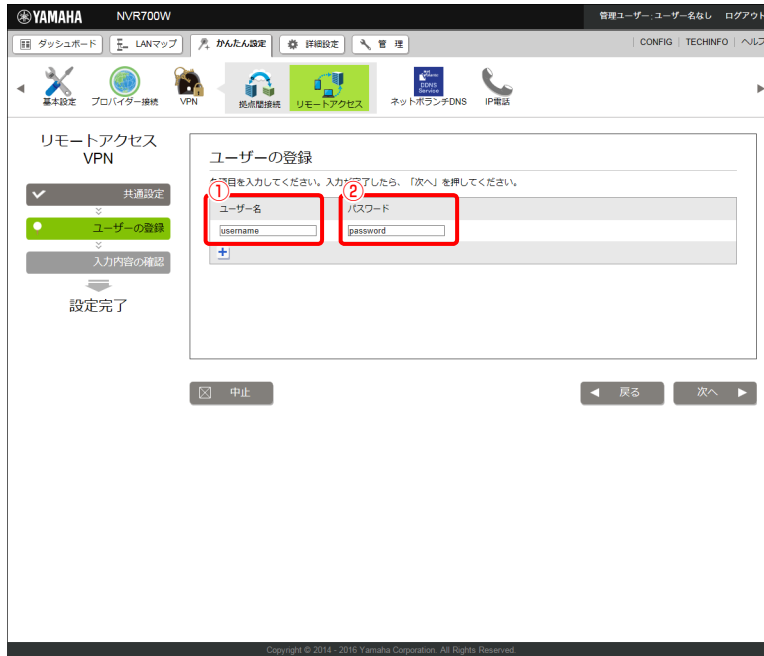 YAMAHA NVR700W 管理ユーザー:ユーザー名なし ログアウト
ダッシュボード LANマップ かんたん設定 詳細設定 管 理 CONFIG TECHINFO ヘルプ
基本設定 プロバイダー接続 VPN 拠点間接続 リモートアクセス DDNS Service ネットボランチDNS IP電話
リモートアクセス
VPN
共通設定
ユーザーの登録
入力内容の確認
設定完了
ユーザーの登録
各項目を入力してください。入力が完了したら、「次へ」を押してください。
① ②
ユーザー名 パスワード
username password
+
中止 戻る 次へ
Copyright © 2014 - 2016 Yamaha Corporation. All Rights Reserved.